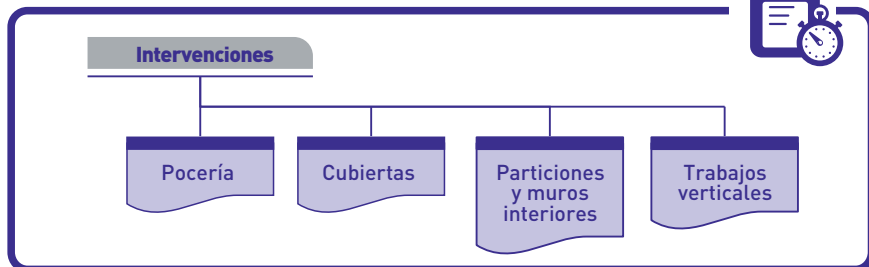 Intervenciones
Pocería
Cubiertas
Particiones
y muros
interiores
Trabajos
verticales